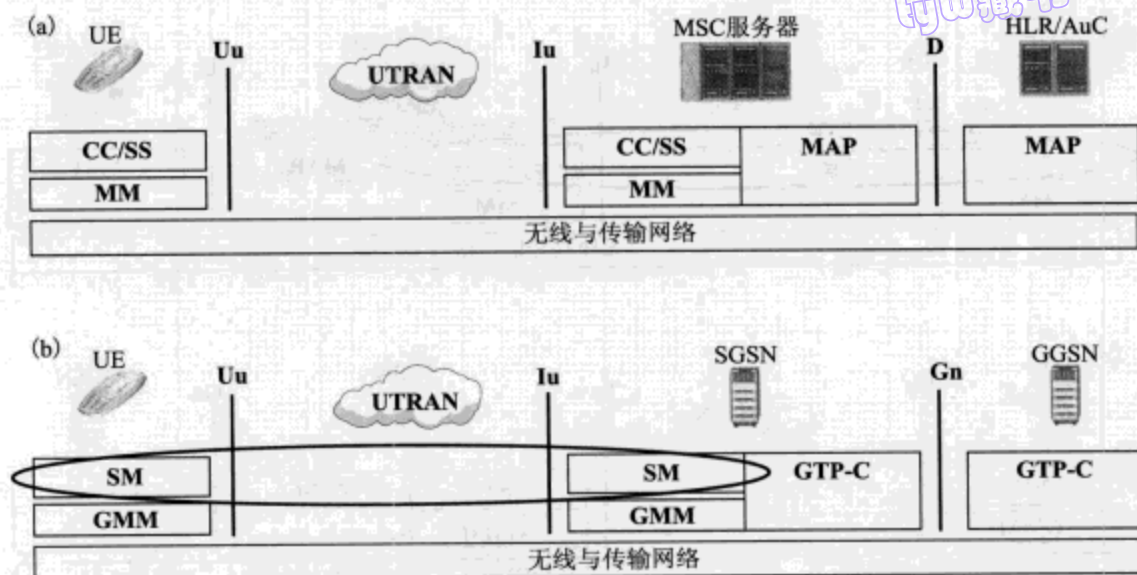 (a)
UE
Uu
UTRAN
Iu
MSC服务器
D
HLR/AuC
CC/SS
MM
CC/SS
MM
MAP
MAP
无线与传输网络
(b)
UE
Uu
UTRAN
Iu
SGSN
Gn
GGSN
SM
GMM
SM
GMM
GTP-C
GTP-C
无线与传输网络